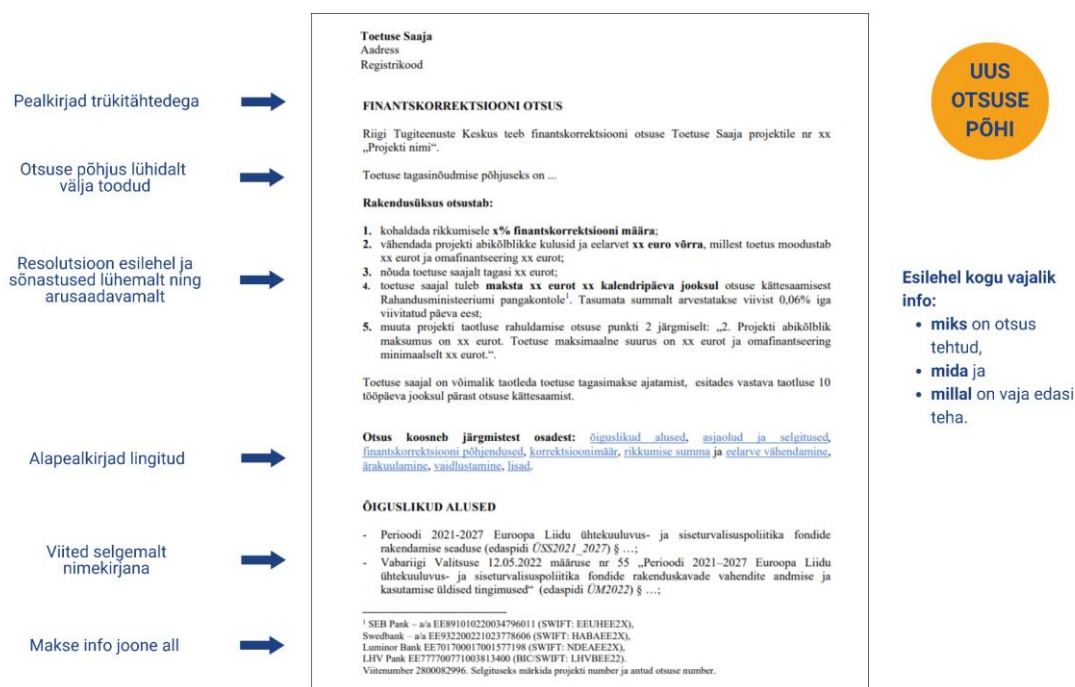 Pealkirjad trükitähtedega
Otsuse põhjus lühidalt
välja toodud
Resolutsioon esilehel ja
sõnastused lühemalt ning
arusaadavamalt
Alapealkirjad lingitud
Viited selgemalt
nimekirjana
Makse info joone all
Toetuse Saaja
Aadress
Registrikood
FINANTSKORREKTSIOONI OTSUS
Riigi Tugiteenuste Keskus teeb finantskorrektsiooni otsuse Toetuse Saaja projektile nr xx
„Projekti nimi“.
Toetuse tagasinõudmise põhjuseks on ...
Rakendusüksus otsustab:
1. kohaldada rikkumisele x% finantskorrektsiooni määra;
2. vähendada projekti abikõlblikke kulusid ja eelarvet xx euro võrra, millest toetus moodustab
xx eurot ja omafinantseering xx eurot;
3. nõuda toetuse saajalt tagasi xx eurot;
4. toetuse saajal tuleb maksta xx eurot xx kalendripäeva jooksul otsuse kättesaamisest
Rahandusministeeriumi pangakontole¹. Tasumata summalt arvestatakse viivist 0,06% iga
viivitatud päeva eest;
5. muuta projekti taotluse rahuldamise otsuse punkti 2 järgmiselt: „2. Projekti abikõlblik
maksumus on xx eurot. Toetuse maksimaalne suurus on xx eurot ja omafinantseering
minimaalselt xx eurot.“.
Toetuse saajal on võimalik taotleda toetuse tagasimakse ajatamist, esitades vastava taotluse 10
tööpäeva jooksul pärast otsuse kättesaamist.
Otsus koosneb järgmistest osadest: õiguslikud alused, asjaolud ja selgitused,
finantskorrektsiooni põhjendused, korrektsioonimäär, rikkumise summa ja eelarve vähendamine,
ärakuulamine, vaidlustamine, lisad.
ÕIGUSLIKUD ALUSED
- Perioodi 2021-2027 Euroopa Liidu ühtekuuluvus- ja siseturvalisuspoliitika fondide
rakendamise seaduse (edaspidi ÜSS2021_2027) § …;
- Vabariigi Valitsuse 12.05.2022 määruse nr 55 „Perioodi 2021–2027 Euroopa Liidu
ühtekuuluvus- ja siseturvalisuspoliitika fondide rakenduskavade vahendite andmise ja
kasutamise üldised tingimused“ (edaspidi ÜM2022) § …;
¹ SEB Pank – a/a EE891010220034796011 (SWIFT: EEUHEE2X),
Swedbank – a/a EE932200221023778606 (SWIFT: HABAEE2X),
Luminor Bank EE701700017001577198 (SWIFT: NDEAEE2X),
LHV Pank EE777700771003813400 (BIC/SWIFT: LHVBEE22).
Viitenumber 2800082996. Selgituseks märkida projekti number ja antud otsuse number.
UUS
OTSUSE
PÕHI
Esilehel kogu vajalik
info:
• miks on otsus
tehtud,
• mida ja
• millal on vaja edasi
teha.